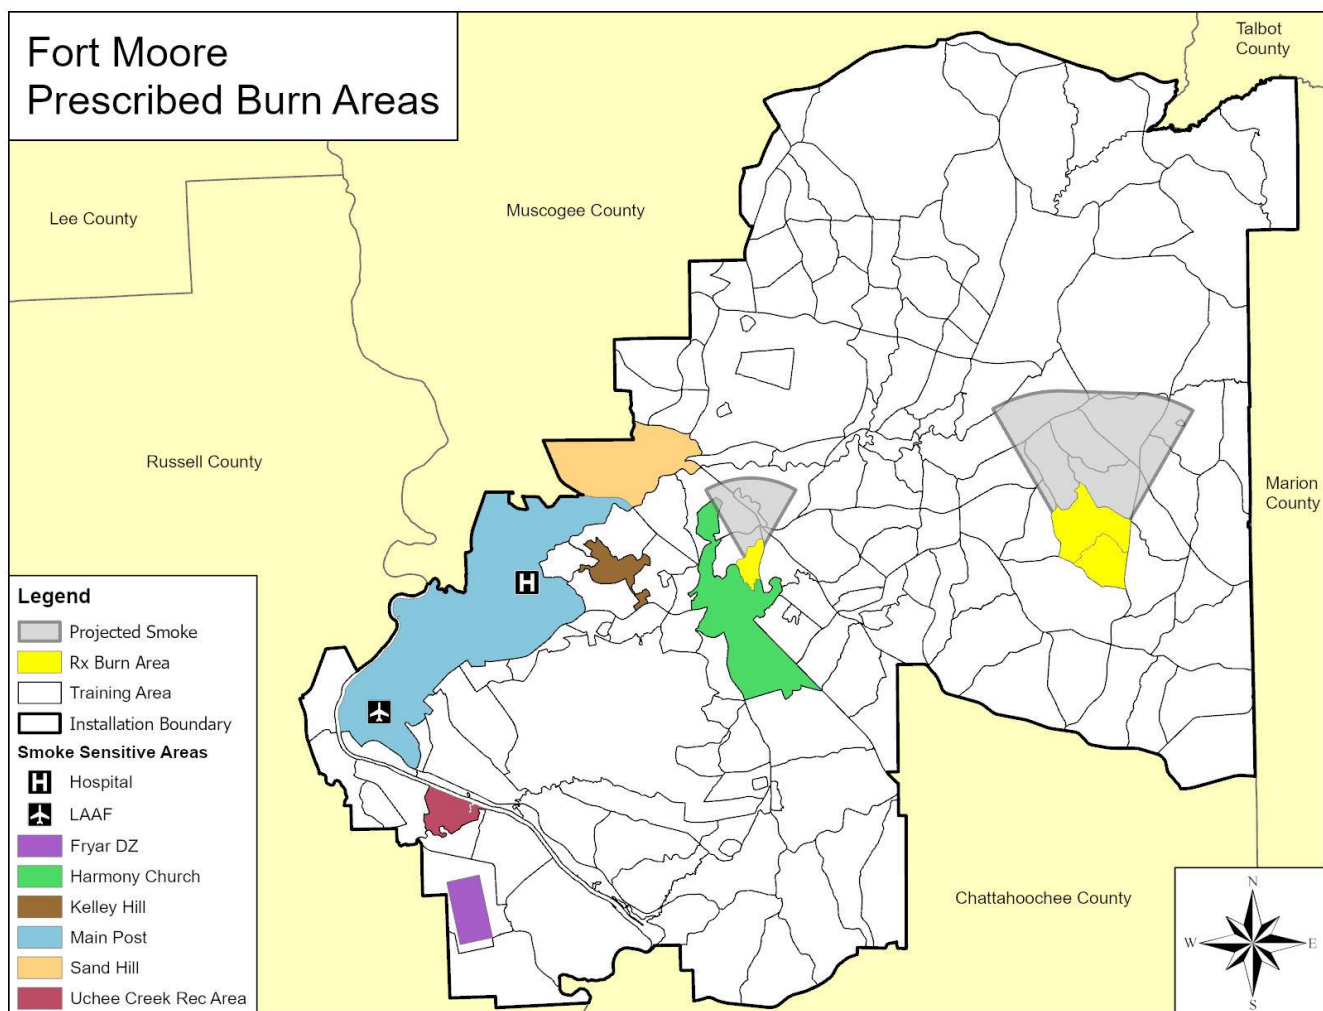 Fort Moore
Prescribed Burn Areas
Talbot
County
Lee County
Muscogee County
Russell County
Marion
County
Chattahoochee County
H
Legend
Projected Smoke
Rx Burn Area
Training Area
Installation Boundary
Smoke Sensitive Areas
H
Hospital
LAAF
Fryar DZ
Harmony Church
Kelley Hill
Main Post
Sand Hill
Uchee Creek Rec Area
N
W
E
S